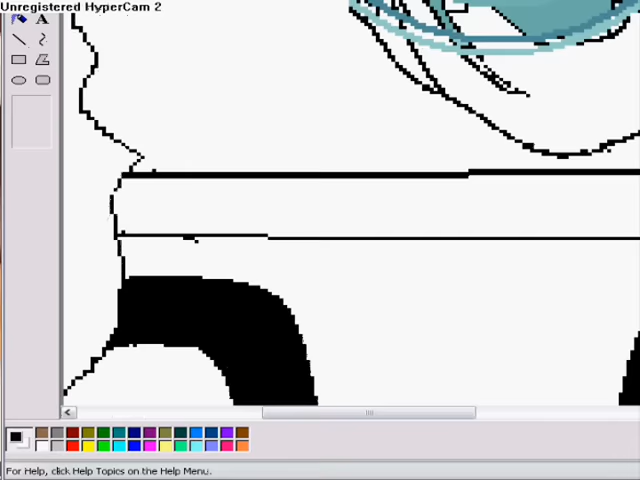 Unregistered HyperCam 2
A
For Help, click Help Topics on the Help Menu.